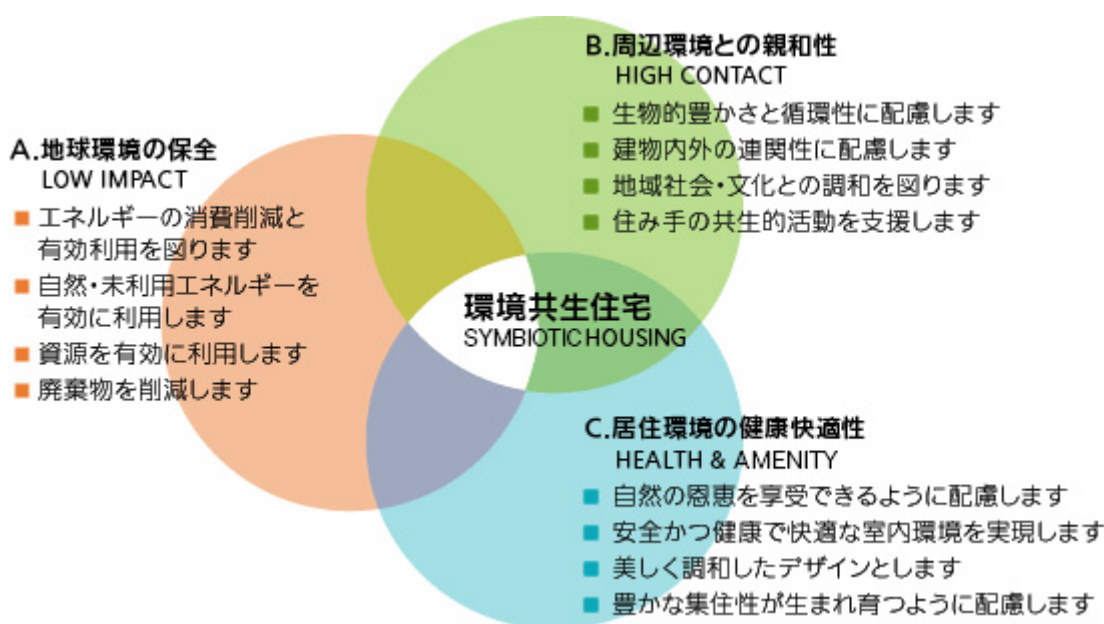 A.地球環境の保全
LOW IMPACT
■ エネルギーの消費削減と
有効利用を図ります
■ 自然・未利用エネルギーを
有効に利用します
■ 資源を有効に利用します
■ 廃棄物を削減します
B.周辺環境との親和性
HIGH CONTACT
■ 生物的豊かさと循環性に配慮します
■ 建物内外の連関性に配慮します
■ 地域社会・文化との調和を図ります
■ 住み手の共生的活動を支援します
環境共生住宅
SYMBIOTIC HOUSING
C.居住環境の健康快適性
HEALTH & AMENITY
■ 自然の恩恵を享受できるように配慮します
■ 安全かつ健康で快適な室内環境を実現します
■ 美しく調和したデザインとします
■ 豊かな集住性が生まれ育つように配慮します